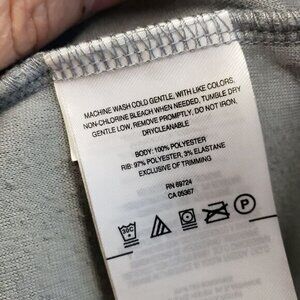 MACHINE WASH COLD GENTLE, WITH LIKE COLORS,
NON-CHLORINE BLEACH WHEN NEEDED, TUMBLE DRY
GENTLE LOW, REMOVE PROMPTLY, DO NOT IRON.
DRYCLEANABLE
BODY: 100% POLYESTER
RIB: 97% POLYESTER, 3% ELASTANE
EXCLUSIVE OF TRIMMING
RN 69724
CA 05367
30C
P